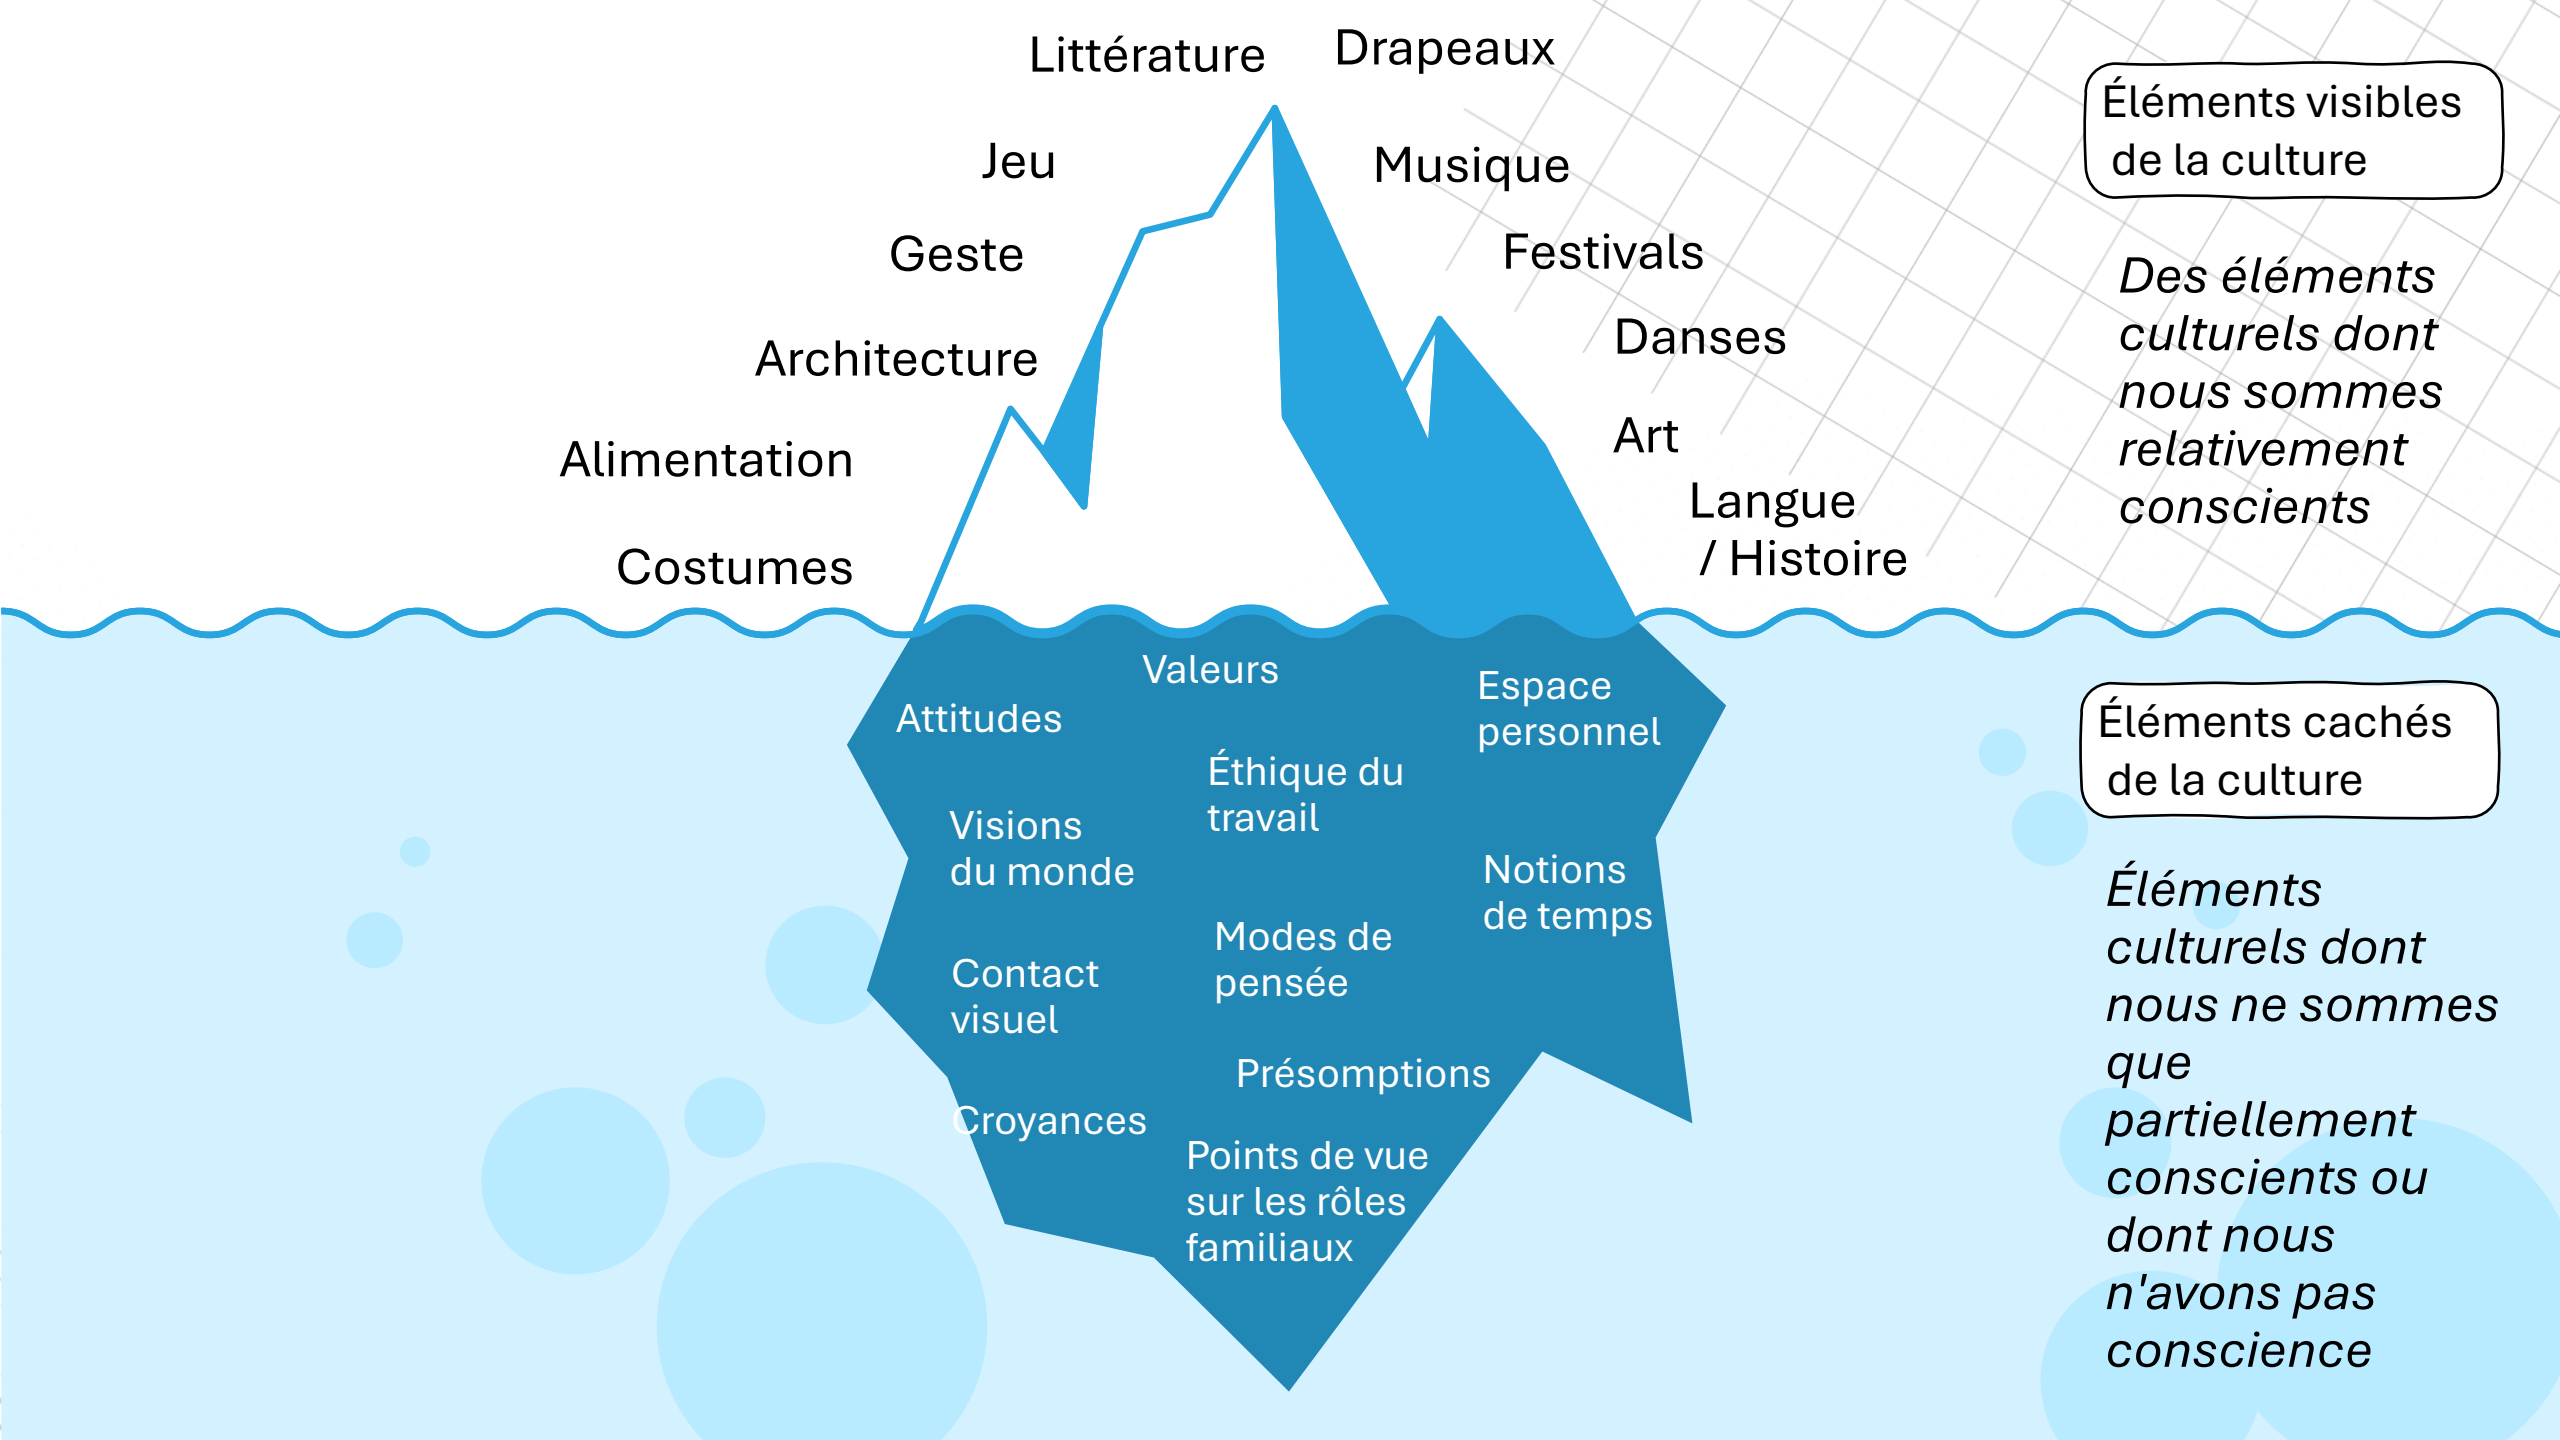 Littérature
Drapeaux
Jeu
Musique
Geste
Festivals
Architecture
Danses
Alimentation
Art
Costumes
Langue
/ Histoire
Éléments visibles
de la culture
Des éléments
culturels dont
nous sommes
relativement
conscients
Valeurs
Attitudes
Espace
personnel
Éthique du
travail
Visions
du monde
Notions
de temps
Modes de
pensée
Contact
visuel
Présomptions
Croyances
Points de vue
sur les rôles
familiaux
Éléments cachés
de la culture
Éléments
culturels dont
nous ne sommes
que
partiellement
conscients ou
dont nous
n'avons pas
conscience